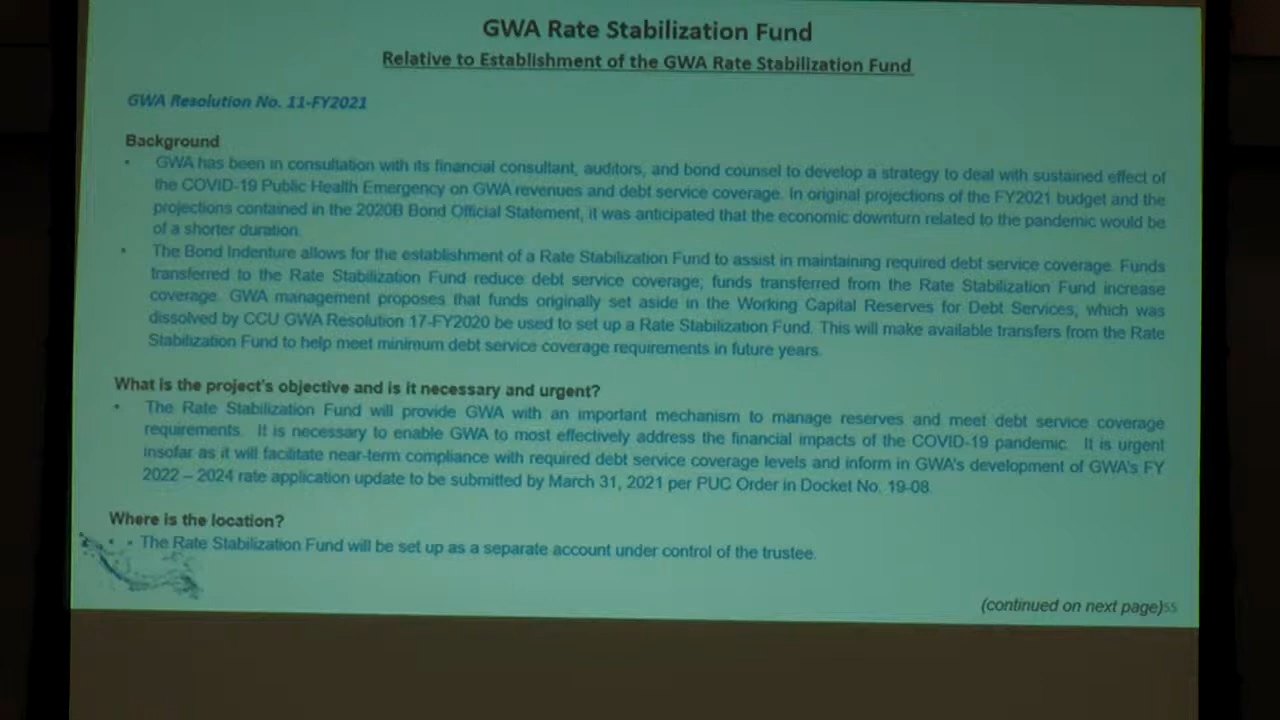 GWA Rate Stabilization Fund
Relative to Establishment of the GWA Rate Stabilization Fund
GWA Resolution No. 11-FY2021
Background
• GWA has been in consultation with its financial consultant, auditors, and bond counsel to develop a strategy to deal with sustained effect of
the COVID-19 Public Health Emergency on GWA revenues and debt service coverage. In original projections of the FY2021 budget and the
projections contained in the 2020B Bond Official Statement, it was anticipated that the economic downturn related to the pandemic would be
of a shorter duration.
• The Bond Indenture allows for the establishment of a Rate Stabilization Fund to assist in maintaining required debt service coverage. Funds
transferred to the Rate Stabilization Fund reduce debt service coverage; funds transferred from the Rate Stabilization Fund increase
coverage. GWA management proposes that funds originally set aside in the Working Capital Reserves for Debt Services, which was
dissolved by CCU GWA Resolution 17-FY2020 be used to set up a Rate Stabilization Fund. This will make available transfers from the Rate
Stabilization Fund to help meet minimum debt service coverage requirements in future years.
What is the project's objective and is it necessary and urgent?
• The Rate Stabilization Fund will provide GWA with an important mechanism to manage reserves and meet debt service coverage
requirements. It is necessary to enable GWA to most effectively address the financial impacts of the COVID-19 pandemic. It is urgent
insofar as it will facilitate near-term compliance with required debt service coverage levels and inform in GWA's development of GWA's FY
2022 – 2024 rate application update to be submitted by March 31, 2021 per PUC Order in Docket No. 19-08.
Where is the location?
• • The Rate Stabilization Fund will be set up as a separate account under control of the trustee.
(continued on next page)55